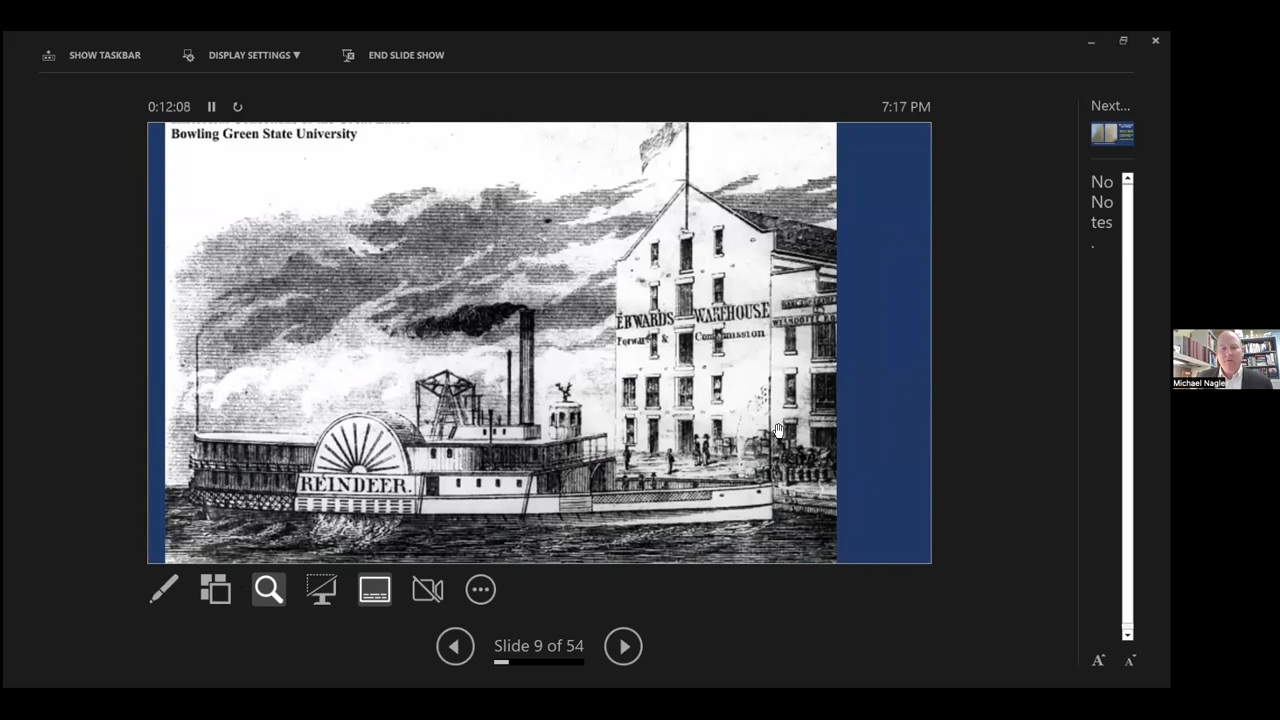 SHOW TASKBAR
DISPLAY SETTINGS ▼
END SLIDE SHOW
0:12:08
7:17 PM
Next...
Bowling Green State University
No
No
tes
.
EDWARDS WAREHOUSE
Forward & Commission
REINDEER.
Michael Nagle
Slide 9 of 54
A A